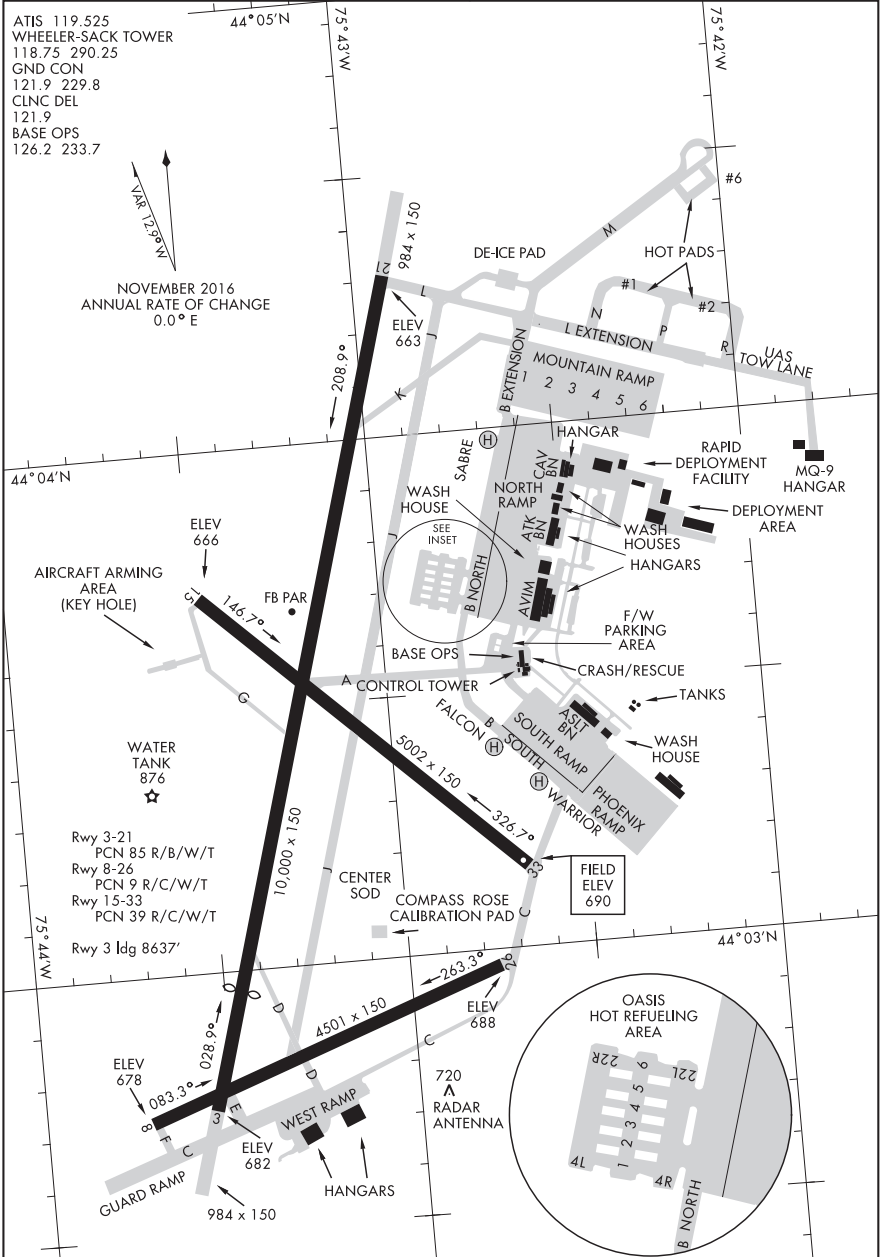 ATIS 119.525
WHEELER-SACK TOWER
118.75 290.25
GND CON
121.9 229.8
CLNC DEL
121.9
BASE OPS
126.2 233.7
44°05'N
75°43'W
75°42'W
VAR 12.9° W
NOVEMBER 2016
ANNUAL RATE OF CHANGE
0.0° E
984 x 150
21
ELEV
663
208.9°
L
J
K
DE-ICE PAD
M
#6
HOT PADS
#1
#2
N
P
R
L EXTENSION
UAS
TOW LANE
B EXTENSION
MOUNTAIN RAMP
1 2 3 4 5 6
44°04'N
SABRE
H
HANGAR
CAV
BN
RAPID
DEPLOYMENT
FACILITY
MQ-9
HANGAR
DEPLOYMENT
AREA
WASH
HOUSE
NORTH
RAMP
ATK
BN
WASH
HOUSES
HANGARS
SEE
INSET
J
B NORTH
AVIM
ELEV
666
AIRCRAFT ARMING
AREA
(KEY HOLE)
15
146.7°
FB PAR
G
F/W
PARKING
AREA
BASE OPS
CRASH/RESCUE
A
CONTROL TOWER
TANKS
FALCON
H
B
SOUTH
H
WARRIOR
SOUTH RAMP
ASLT
BN
WASH
HOUSE
PHOENIX
RAMP
5002 x 150
326.7°
33
WATER
TANK
876
10,000 x 150
Rwy 3-21
PCN 85 R/B/W/T
Rwy 8-26
PCN 9 R/C/W/T
Rwy 15-33
PCN 39 R/C/W/T
Rwy 3 ldg 8637'
J
CENTER
SOD
COMPASS ROSE
CALIBRATION PAD
C
FIELD
ELEV
690
75°44'W
44°03'N
263.3°
26
ELEV
688
4501 x 150
D
D
C
028.9°
ELEV
678
083.3°
8
F
C
3
E
ELEV
682
WEST RAMP
720
RADAR
ANTENNA
GUARD RAMP
984 x 150
HANGARS
OASIS
HOT REFUELING
AREA
22R
22L
6
5
4
3
2
1
4L
4R
B NORTH